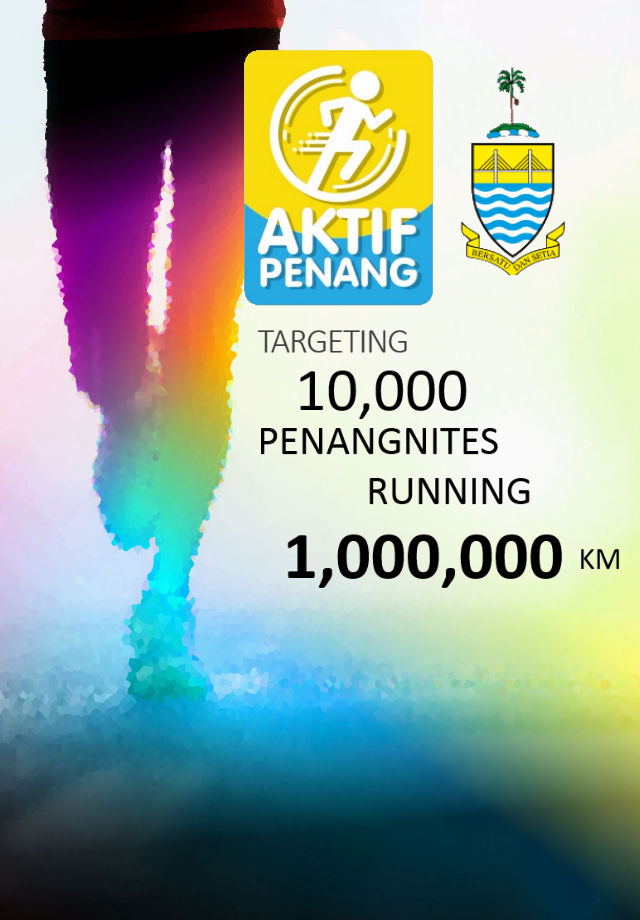 AKTIF
PENANG
BERSATU DAN SETIA
TARGETING
10,000
PENANGNITES
RUNNING
1,000,000 KM